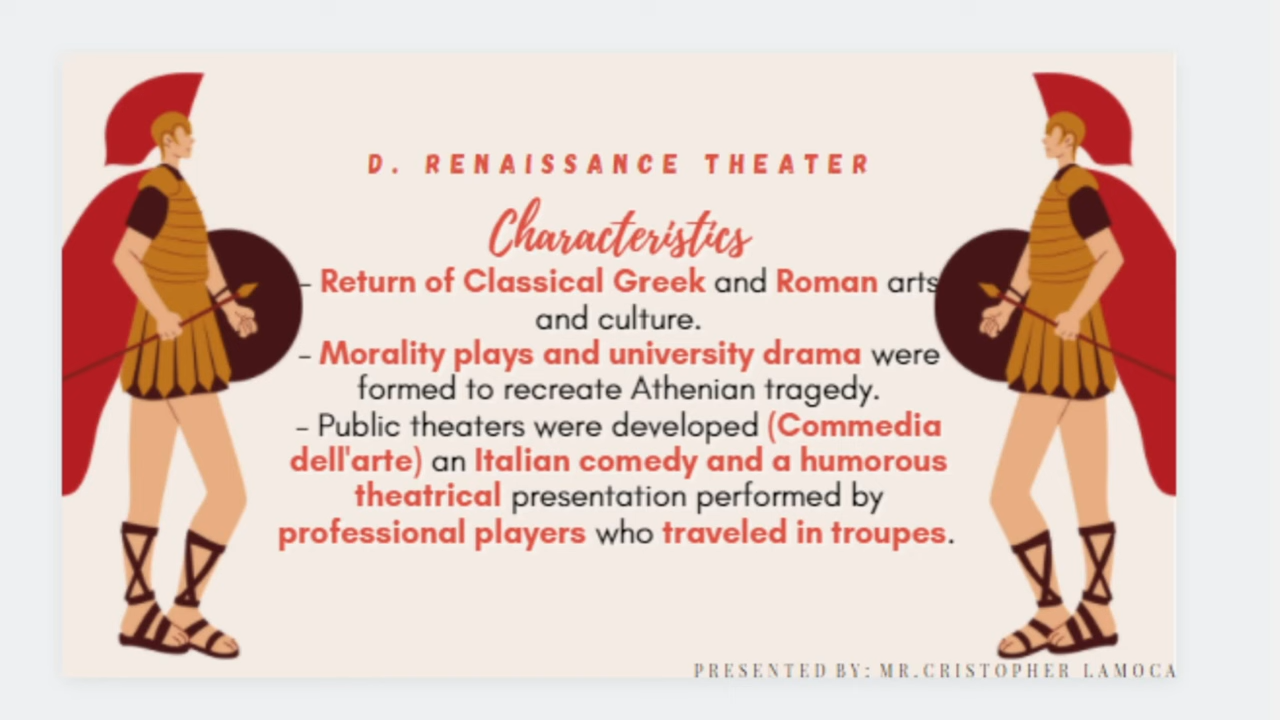 D. RENAISSANCE THEATER
Characteristics
- Return of Classical Greek and Roman arts
and culture.
- Morality plays and university drama were
formed to recreate Athenian tragedy.
- Public theaters were developed (Commedia
dell'arte) an Italian comedy and a humorous
theatrical presentation performed by
professional players who traveled in troupes.
PRESENTED BY: MR.CRISTOPHER LAMOCA